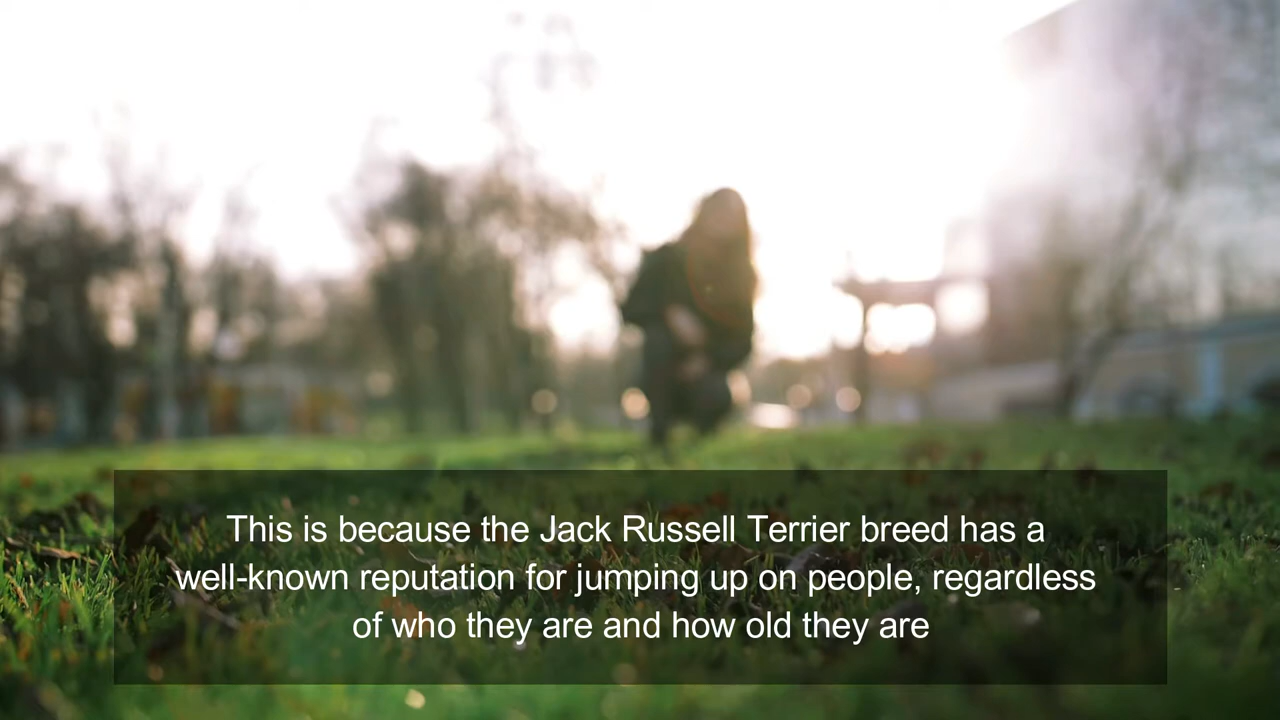 This is because the Jack Russell Terrier breed has a
well-known reputation for jumping up on people, regardless
of who they are and how old they are